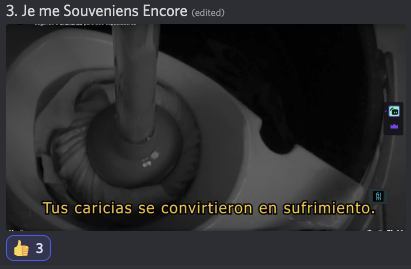 3. Je me Souveniens Encore (edited)
Tus caricias se convirtieron en sufrimiento.
3